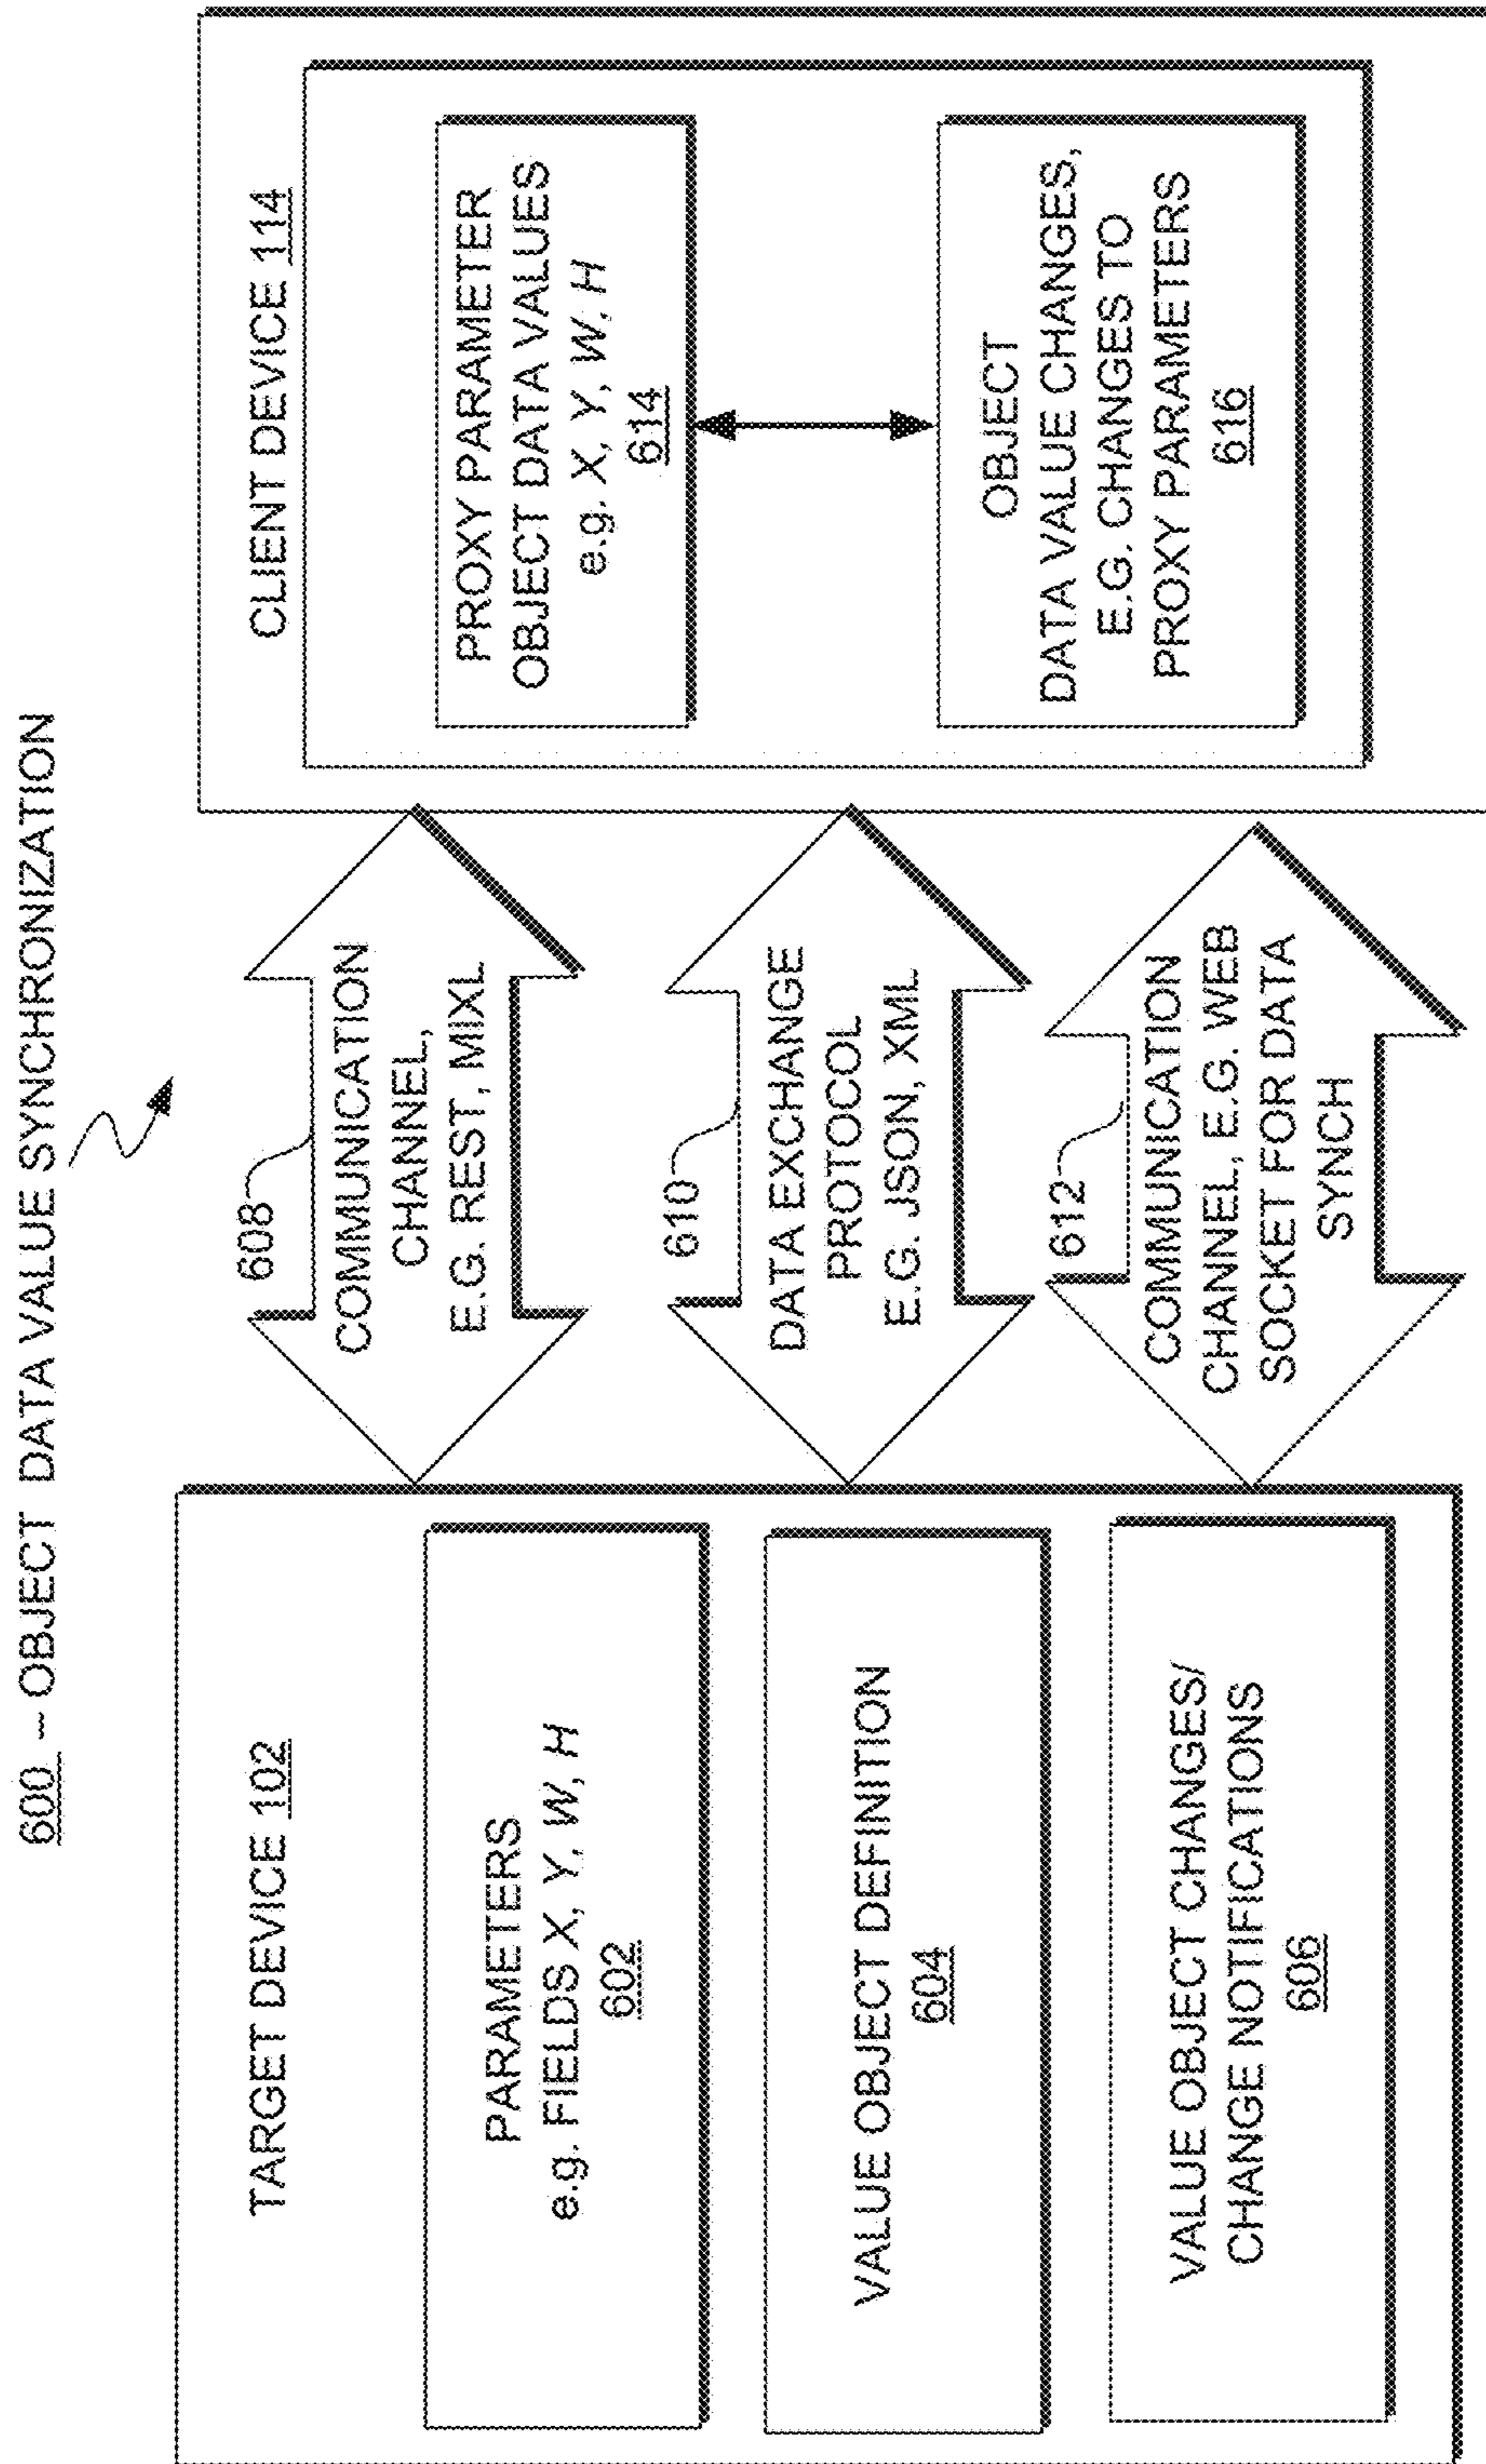 600 – OBJECT DATA VALUE SYNCHRONIZATION
TARGET DEVICE 102
PARAMETERS
e.g. FIELDS X, Y, W, H
602
VALUE OBJECT DEFINITION
604
VALUE OBJECT CHANGES/
CHANGE NOTIFICATIONS
606
608
COMMUNICATION
CHANNEL,
E.G. REST, MIXL
610
DATA EXCHANGE
PROTOCOL
E.G. JSON, XML
612
COMMUNICATION
CHANNEL, E.G. WEB
SOCKET FOR DATA
SYNCH
CLIENT DEVICE 114
PROXY PARAMETER
OBJECT DATA VALUES
e.g. X, Y, W, H
614
OBJECT
DATA VALUE CHANGES,
E.G. CHANGES TO
PROXY PARAMETERS
616